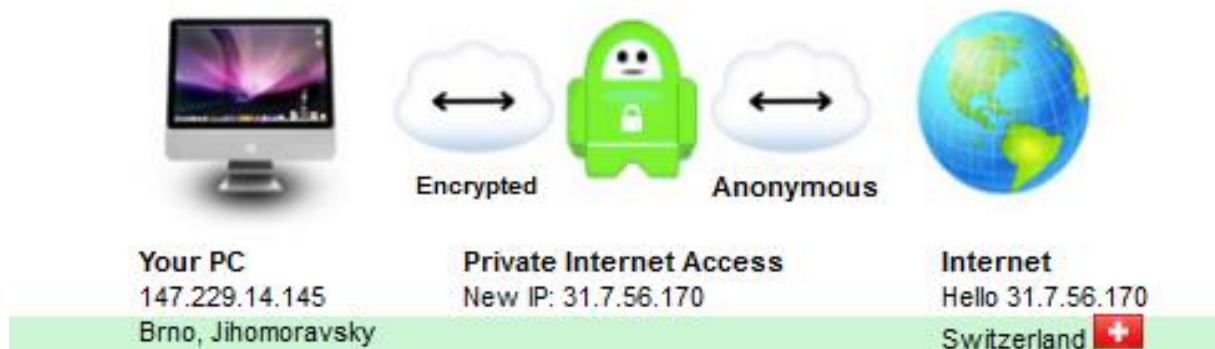 Encrypted
Anonymous
Your PC
147.229.14.145
Brno, Jihomoravsky
Private Internet Access
New IP: 31.7.56.170
Internet
Hello 31.7.56.170
Switzerland